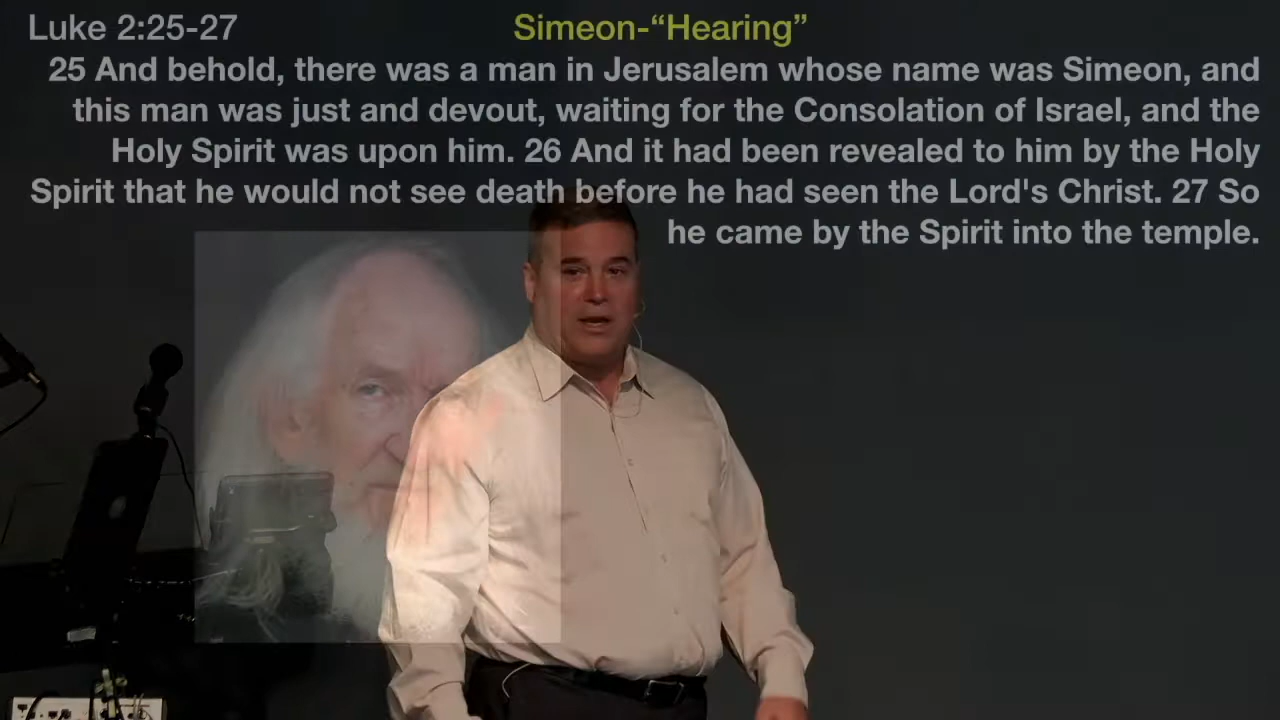 Luke 2:25-27
Simeon-“Hearing”
25 And behold, there was a man in Jerusalem whose name was Simeon, and
this man was just and devout, waiting for the Consolation of Israel, and the
Holy Spirit was upon him. 26 And it had been revealed to him by the Holy
Spirit that he would not see death before he had seen the Lord's Christ. 27 So
he came by the Spirit into the temple.